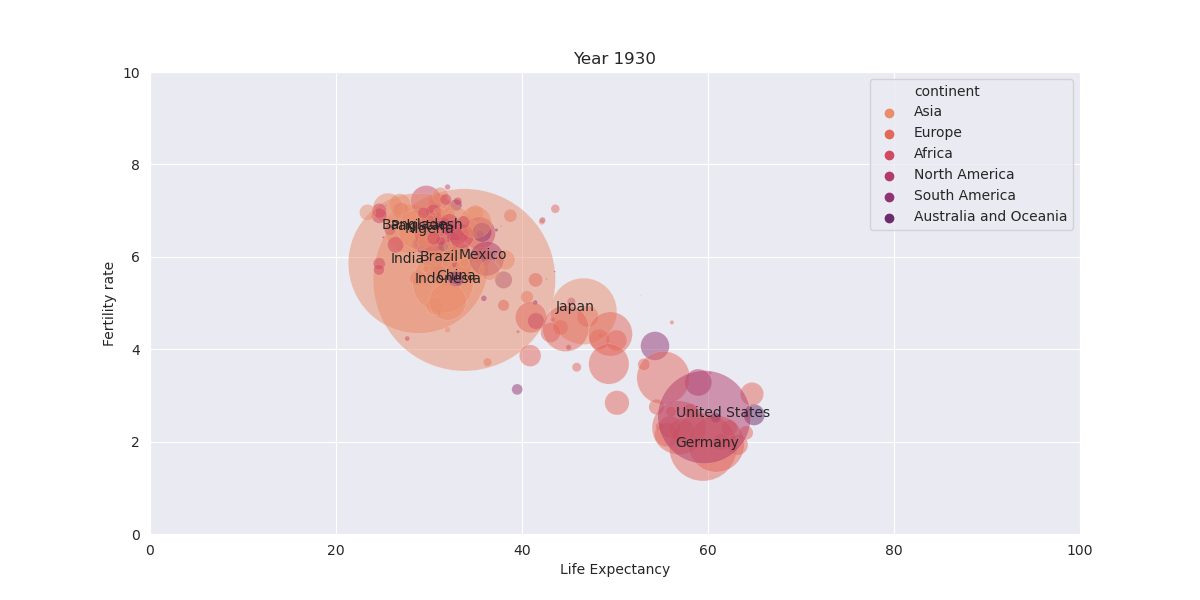 Year 1930
10
8
6
4
2
0
Fertility rate
continent
Asia
Europe
Africa
North America
South America
Australia and Oceania
Bangladesh
Pakistan
Nigeria
Mexico
Brazil
India
China
Indonesia
Japan
United States
Germany
0
20
40
60
80
100
Life Expectancy